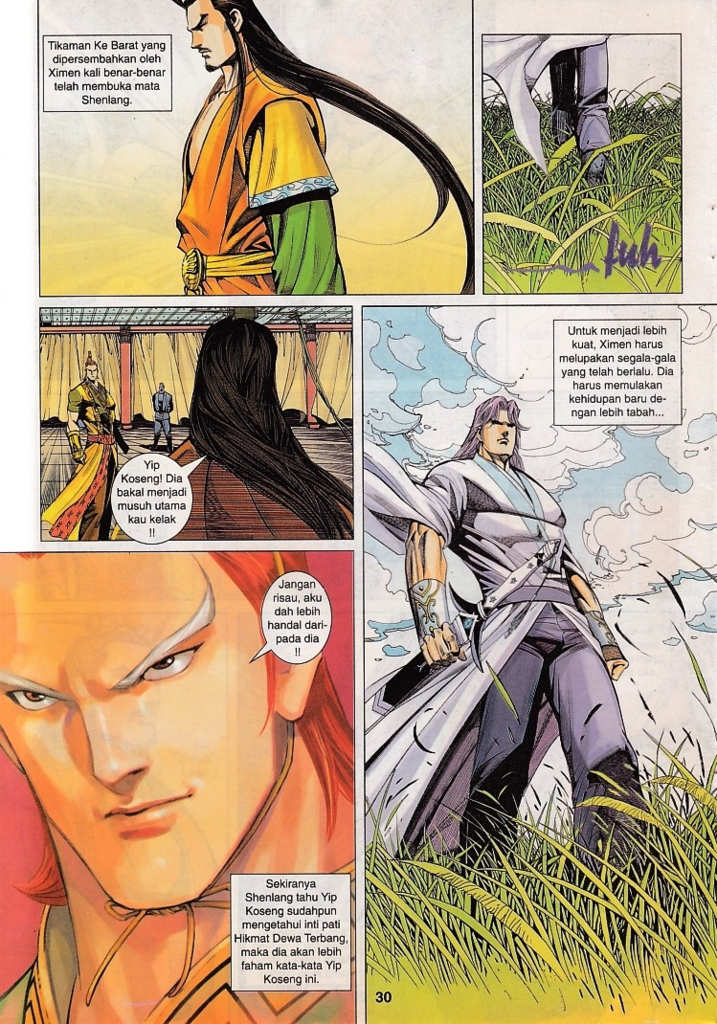 Tikaman Ke Barat yang
dipersembahkan oleh
Ximen kali benar-benar
telah membuka mata
Shenlang.
fuh
Yip
Koseng! Dia
bakal menjadi
musuh utama
kau kelak
!!
Untuk menjadi lebih
kuat, Ximen harus
melupakan segala-gala
yang telah berlalu. Dia
harus memulakan
kehidupan baru de-
ngan lebih tabah...
Jangan
risau, aku
dah lebih
handal dari-
pada dia
!!
Sekiranya
Shenlang tahu Yip
Koseng sudahpun
mengetahui inti pati
Hikmat Dewa Terbang,
maka dia akan lebih
faham kata-kata Yip
Koseng ini.
30